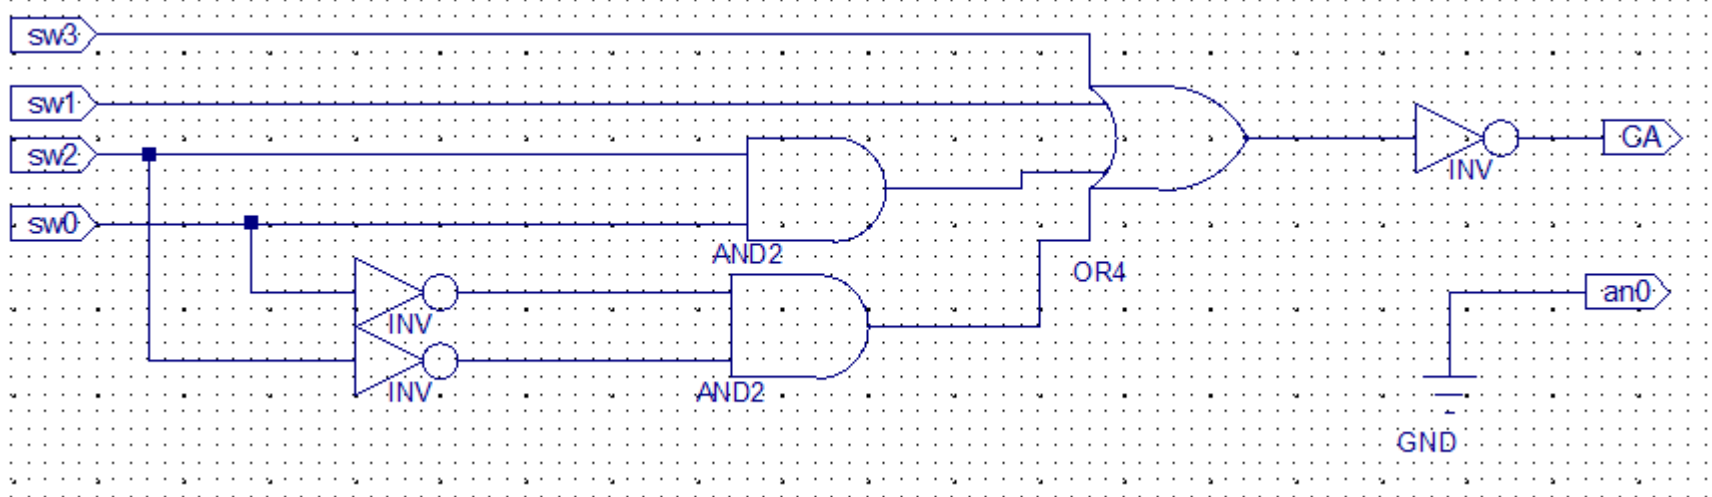 sw3
sw1
sw2
sw0
CA
INV
AND2
OR4
an0
INV
INV
AND2
GND